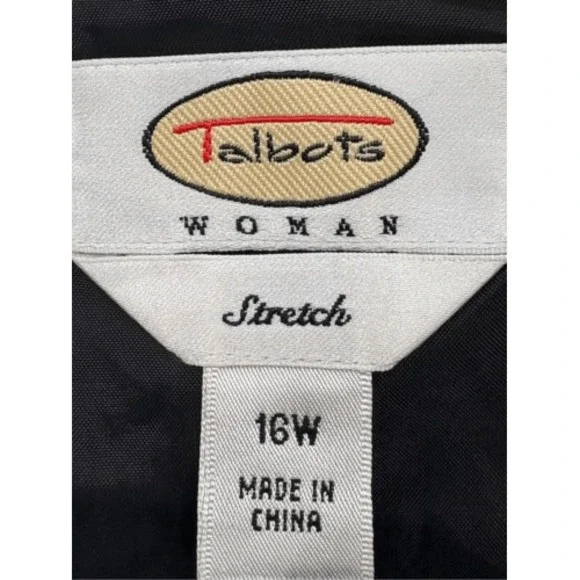 Talbots
WOMAN
Stretch
16W
MADE IN
CHINA